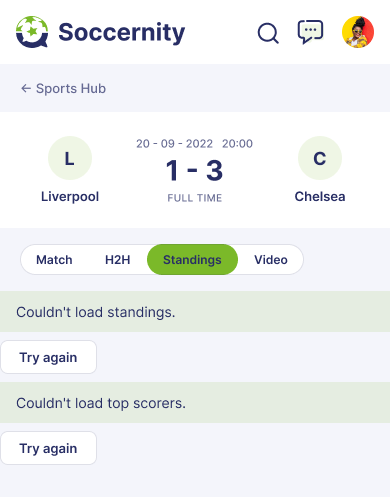 Soccernity
← Sports Hub
20 - 09 - 2022 20:00
L
1 - 3
C
Liverpool
FULL TIME
Chelsea
Match H2H Standings Video
Couldn't load standings.
Try again
Couldn't load top scorers.
Try again